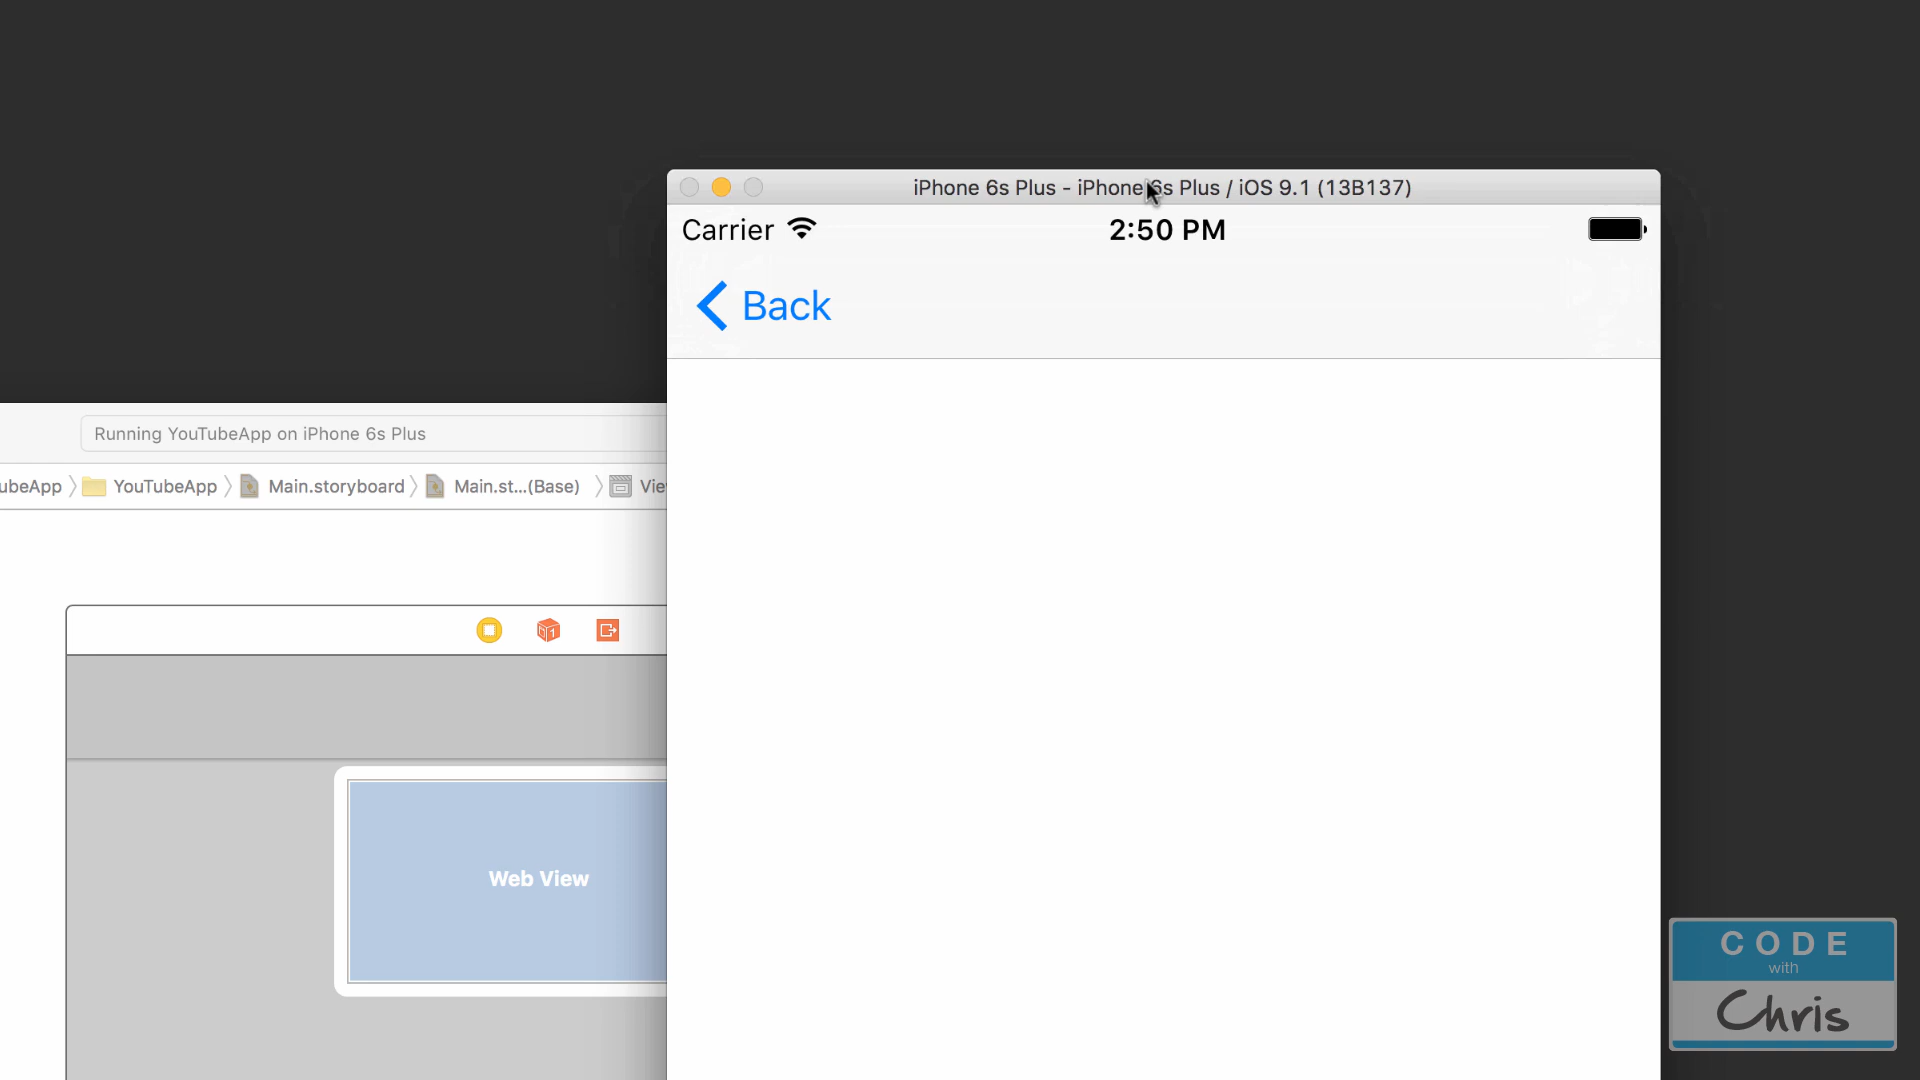 iPhone 6s Plus - iPhone 6s Plus / iOS 9.1 (13B137)
Carrier
2:50 PM
Back
Running YouTubeApp on iPhone 6s Plus
ubeApp YouTubeApp Main.storyboard Main.st...(Base) Vie
1
Web View
CODE
with
Chris